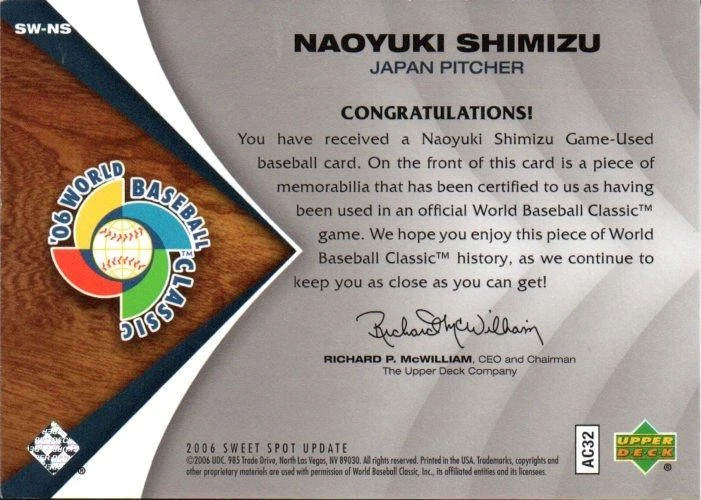 SW-NS
NAOYUKI SHIMIZU
JAPAN PITCHER
CONGRATULATIONS!
You have received a Naoyuki Shimizu Game-Used
baseball card. On the front of this card is a piece of
memorabilia that has been certified to us as having
been used in an official World Baseball Classic™
game. We hope you enjoy this piece of World
Baseball Classic™ history, as we continue to
keep you as close as you can get!
'06 WORLD BASEBALL CLASSIC™
Richard McWilliam
RICHARD P. McWILLIAM, CEO and Chairman
The Upper Deck Company
2006 SWEET SPOT UPDATE
©2006 UDC. 985 Trade Drive, North Las Vegas, NV 89030. All rights reserved. Printed in the USA. Trademarks, copyrights
and other proprietary materials are used with permission of World Baseball Classic, Inc., its affiliated entities and its licensees.
AC32
UPPER
DECK
®
®